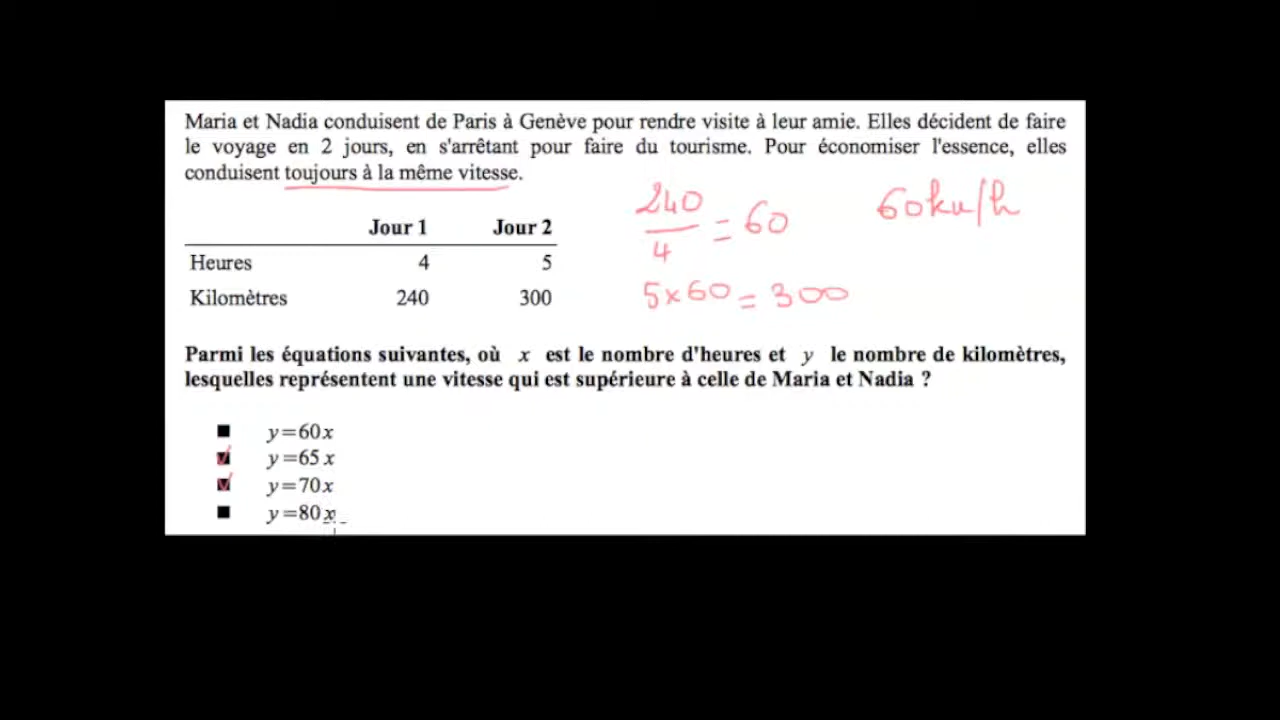 Maria et Nadia conduisent de Paris à Genève pour rendre visite à leur amie. Elles décident de faire
le voyage en 2 jours, en s'arrêtant pour faire du tourisme. Pour économiser l'essence, elles
conduisent toujours à la même vitesse.
240
4
= 60
60km/h
5x60 = 300
Jour 1 Jour 2
Heures 4 5
Kilomètres 240 300
Parmi les équations suivantes, où x est le nombre d'heures et y le nombre de kilomètres,
lesquelles représentent une vitesse qui est supérieure à celle de Maria et Nadia ?
y=60x
y=65x
y=70x
y=80x